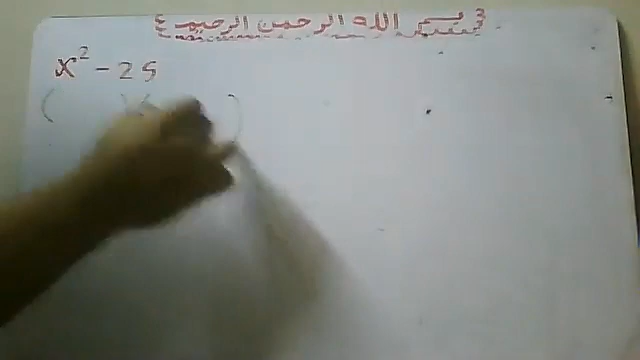 {بسم الله الرحمن الرحيم}
x² - 25
( )( )